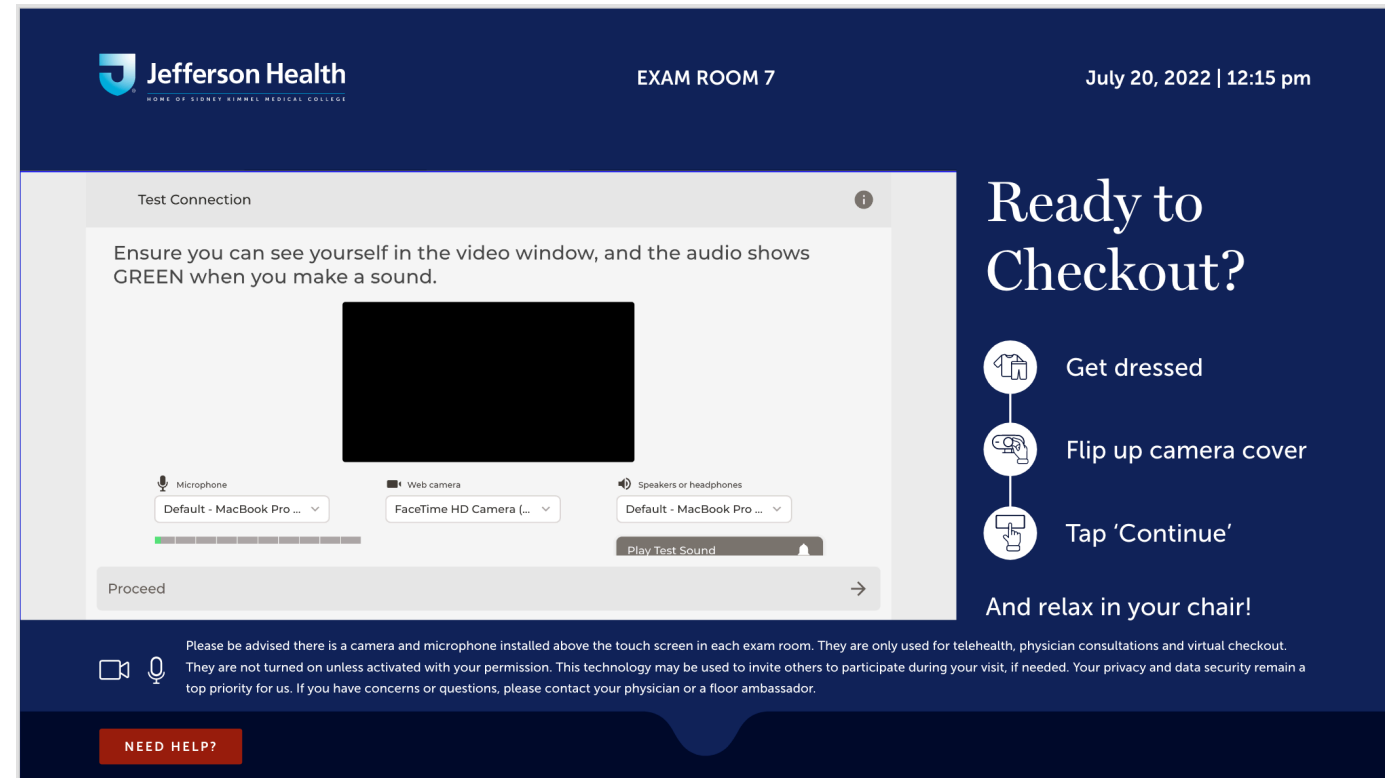 Jefferson Health
HOME OF SIDNEY KIMMEL MEDICAL COLLEGE
EXAM ROOM 7
July 20, 2022 | 12:15 pm
Test Connection
Ensure you can see yourself in the video window, and the audio shows
GREEN when you make a sound.
Microphone
Default - MacBook Pro ...
Web camera
FaceTime HD Camera (...
Speakers or headphones
Default - MacBook Pro ...
Play Test Sound
Proceed
Ready to
Checkout?
Get dressed
Flip up camera cover
Tap ‘Continue’
And relax in your chair!
Please be advised there is a camera and microphone installed above the touch screen in each exam room. They are only used for telehealth, physician consultations and virtual checkout.
They are not turned on unless activated with your permission. This technology may be used to invite others to participate during your visit, if needed. Your privacy and data security remain a
top priority for us. If you have concerns or questions, please contact your physician or a floor ambassador.
NEED HELP?